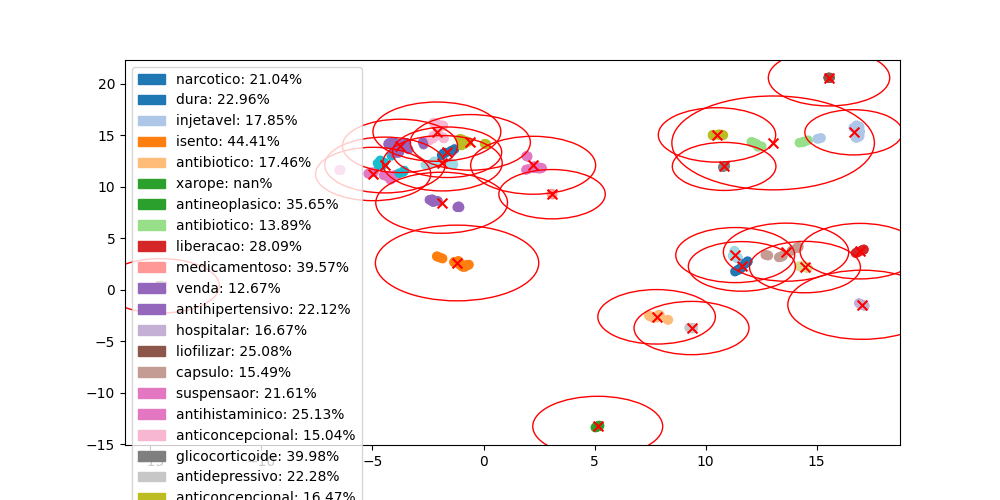 20
15
10
5
0
−5
−10
−15
narcotico: 21.04%
dura: 22.96%
injetavel: 17.85%
isento: 44.41%
antibiotico: 17.46%
xarope: nan%
antineoplasico: 35.65%
antibiotico: 13.89%
liberacao: 28.09%
medicamentoso: 39.57%
venda: 12.67%
antihipertensivo: 22.12%
hospitalar: 16.67%
liofilizar: 25.08%
capsulo: 15.49%
suspensaor: 21.61%
antihistaminico: 25.13%
anticoncepcional: 15.04%
glicocorticoide: 39.98%
antidepressivo: 22.28%
anticoncepcional: 16.47%
−15 −10 −5 0 5 10 15